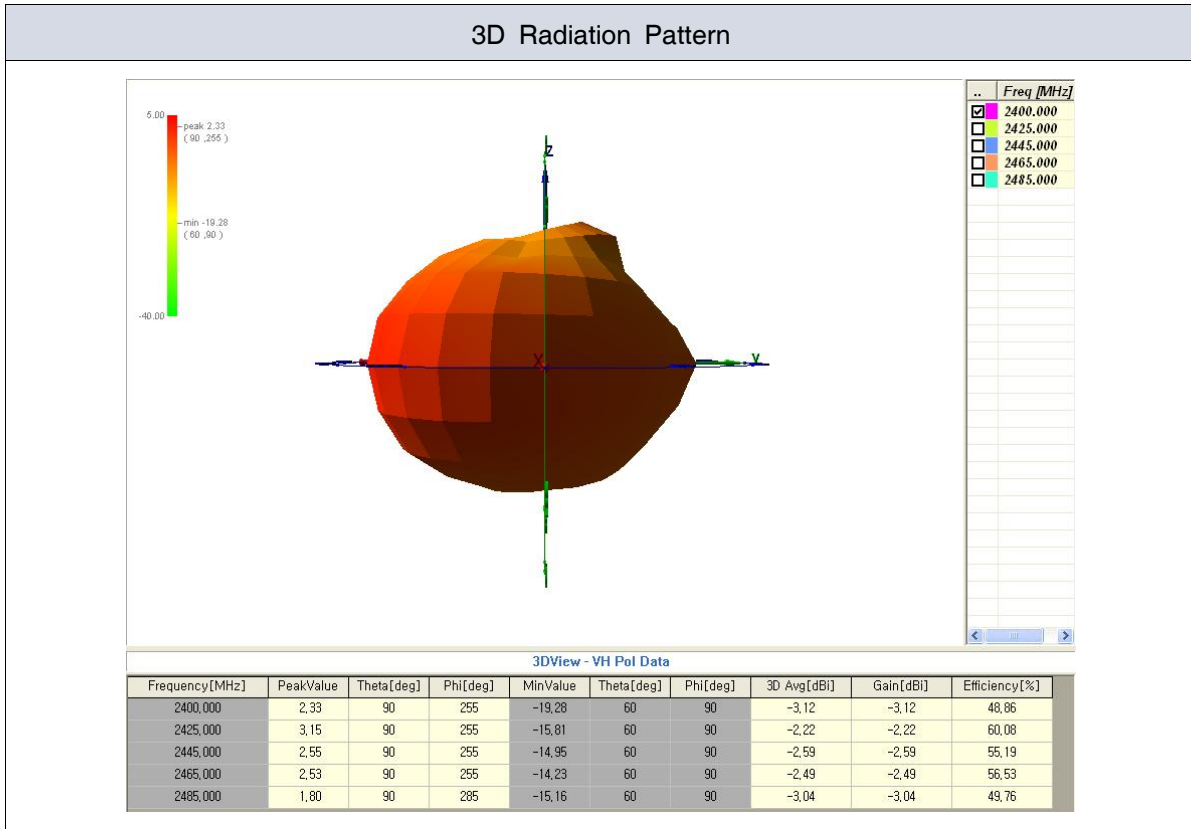 3D Radiation Pattern
5.00
peak 2,33
( 90 ,255 )
min -19.28
( 60 ,90 )
-40.00
Z
X
Y
.. Freq [MHz]
2400.000
2425.000
2445.000
2465.000
2485.000
3DView - VH Pol Data
Frequency[MHz] PeakValue Theta[deg] Phi[deg] MinValue Theta[deg] Phi[deg] 3D Avg[dBi] Gain[dBi] Efficiency[%]
2400,000 2,33 90 255 -19,28 60 90 -3,12 -3,12 48,86
2425,000 3,15 90 255 -15,81 60 90 -2,22 -2,22 60,08
2445,000 2,55 90 255 -14,95 60 90 -2,59 -2,59 55,19
2465,000 2,53 90 255 -14,23 60 90 -2,49 -2,49 56,53
2485,000 1,80 90 285 -15,16 60 90 -3,04 -3,04 49,76